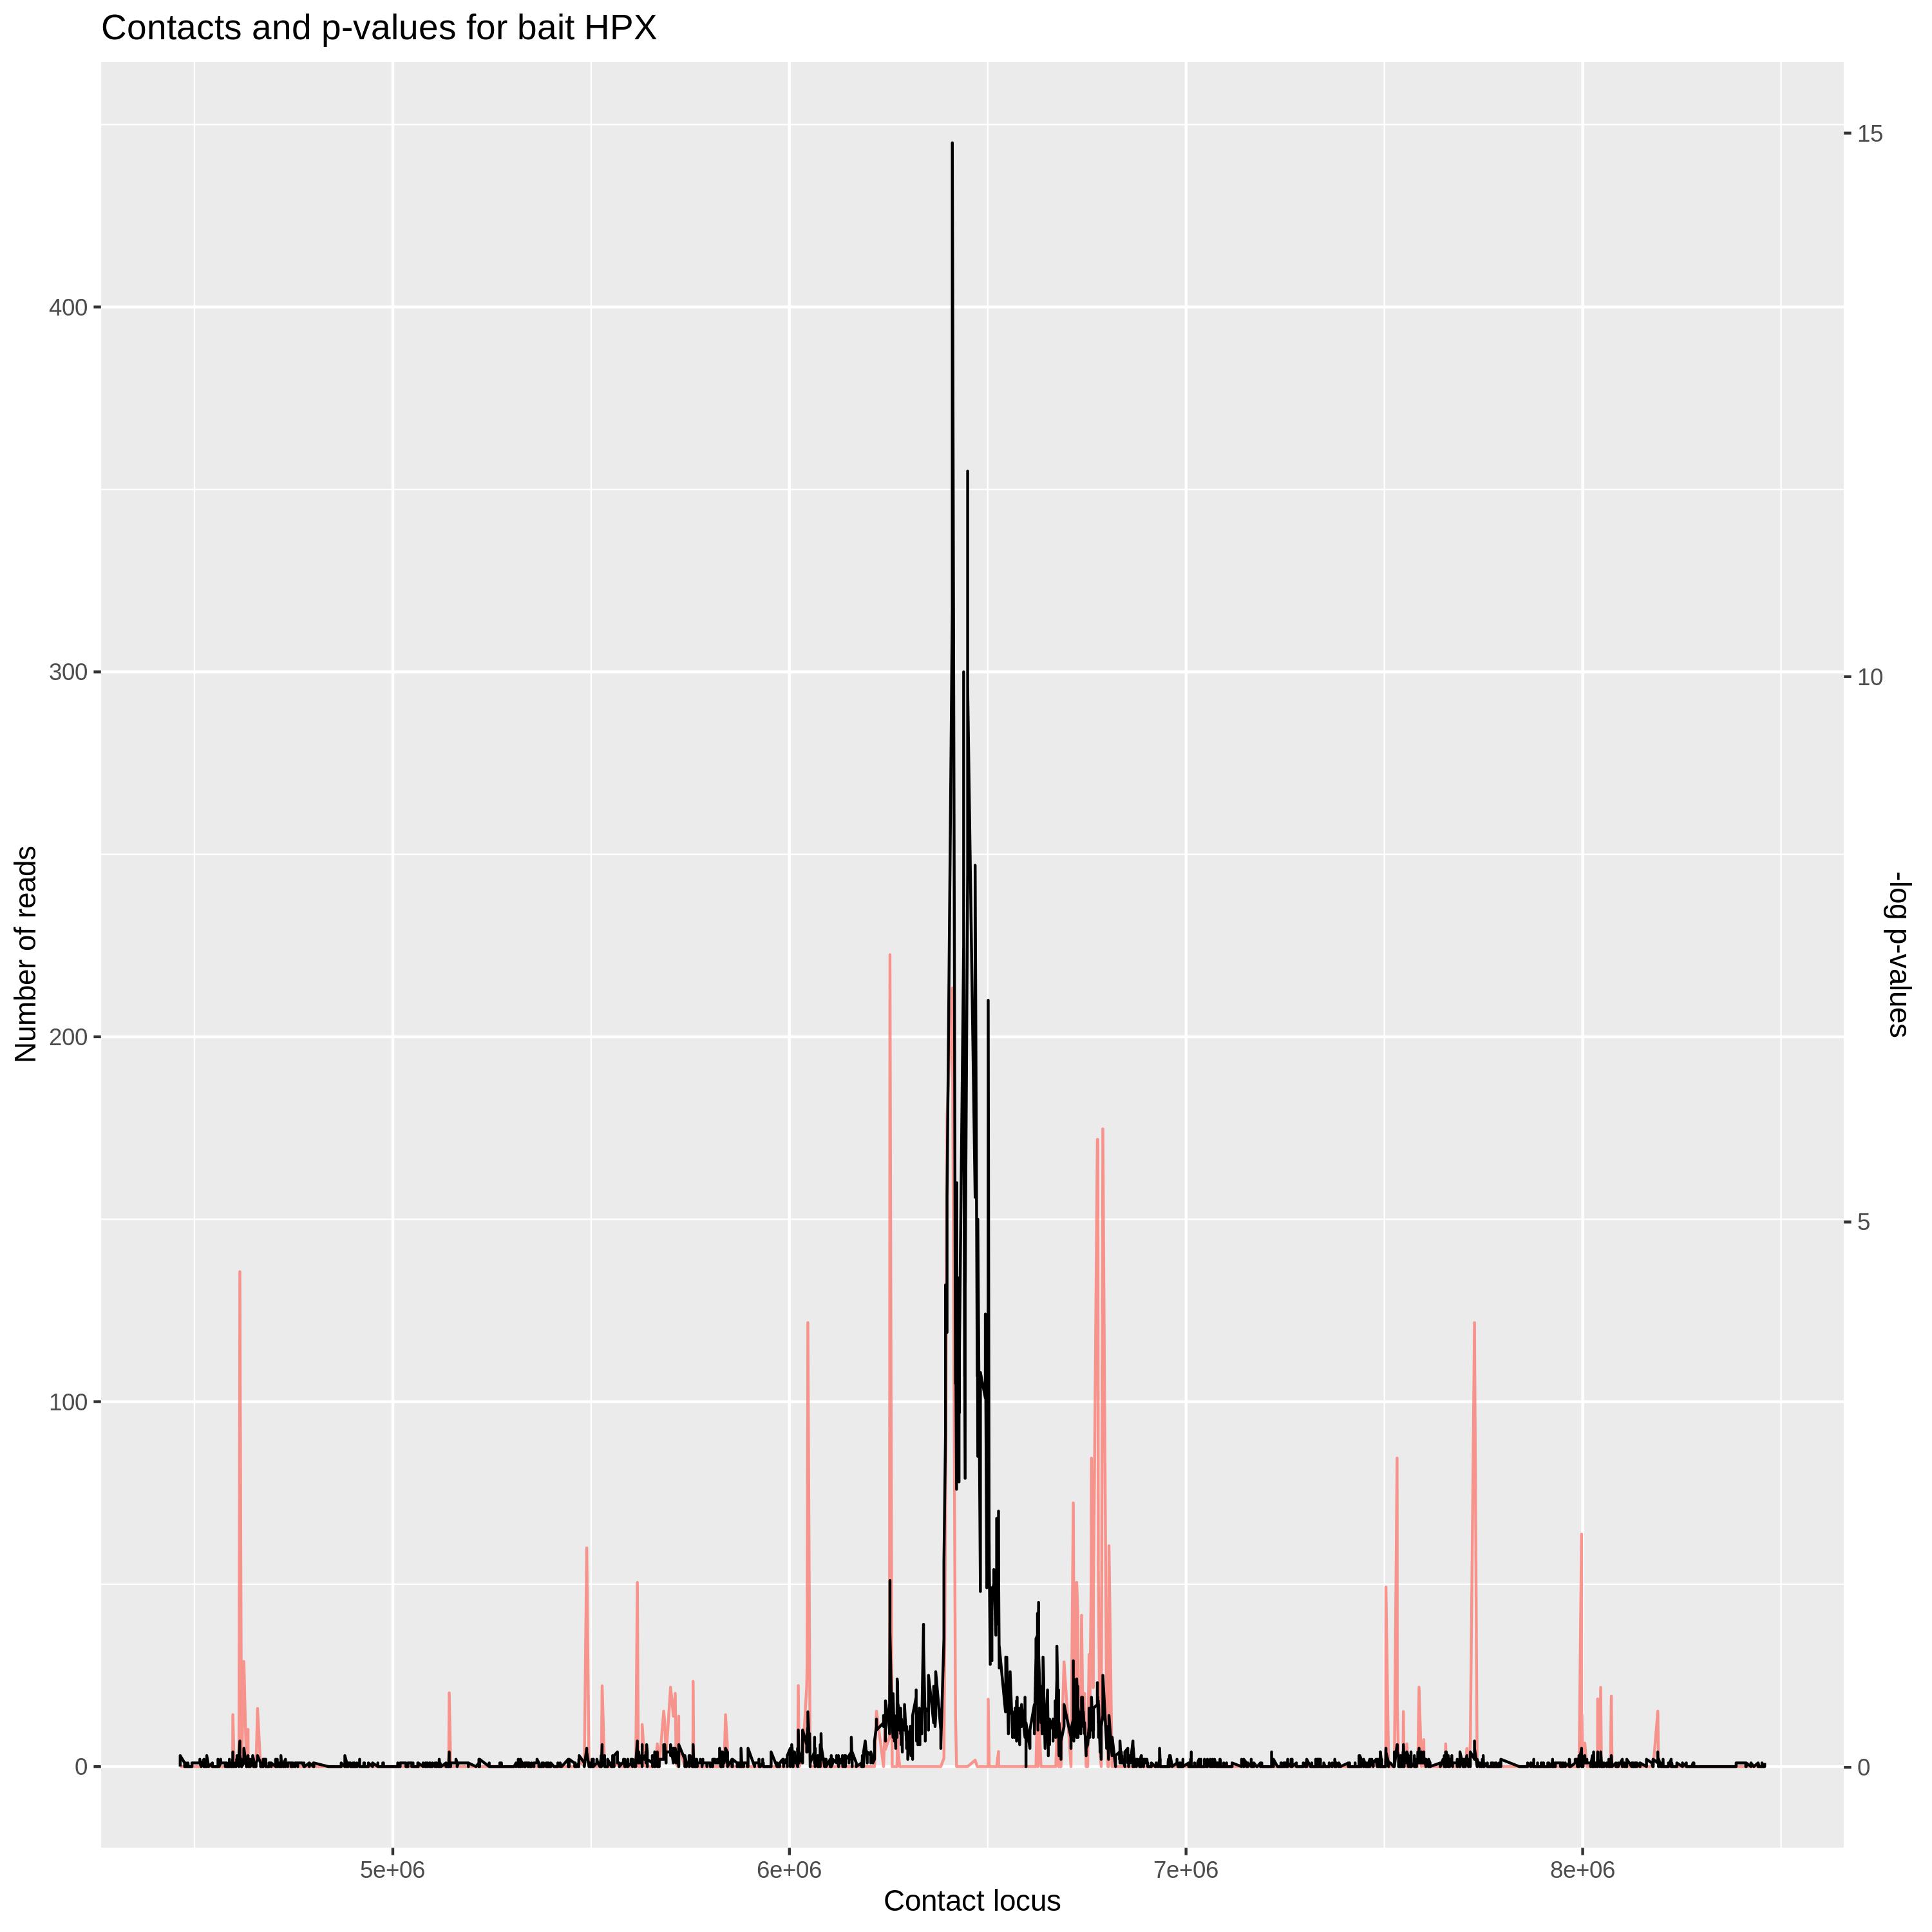 Contacts and p-values for bait HPX
Number of reads
400
300
200
100
0
15
10
5
0
-log p-values
5e+06
6e+06
7e+06
8e+06
Contact locus